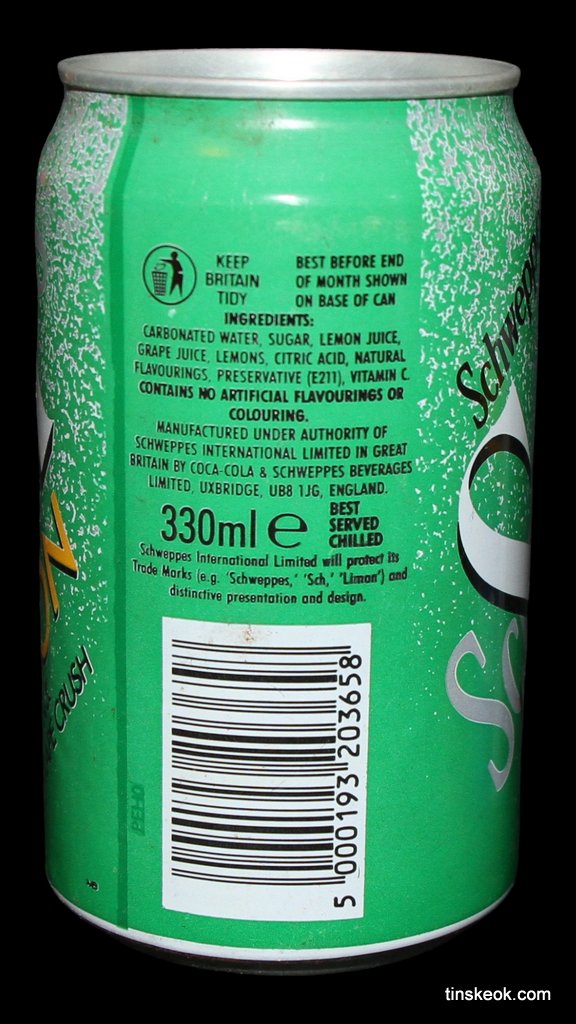 KEEP
BRITAIN
TIDY
BEST BEFORE END
OF MONTH SHOWN
ON BASE OF CAN
INGREDIENTS:
CARBONATED WATER, SUGAR, LEMON JUICE,
GRAPE JUICE, LEMONS, CITRIC ACID, NATURAL
FLAVOURINGS, PRESERVATIVE (E211), VITAMIN C.
CONTAINS NO ARTIFICIAL FLAVOURINGS OR
COLOURING.
MANUFACTURED UNDER AUTHORITY OF
SCHWEPPES INTERNATIONAL LIMITED IN GREAT
BRITAIN BY COCA-COLA & SCHWEPPES BEVERAGES
LIMITED, UXBRIDGE, UB8 1JG, ENGLAND.
330ml e
BEST
SERVED
CHILLED
Schweppes International Limited will protect its
Trade Marks (e.g. 'Schweppes,' 'Sch,' 'Limon') and
distinctive presentation and design.
5 000193 203658
Schwepp
Sc
CRUSH
tinskeok.com